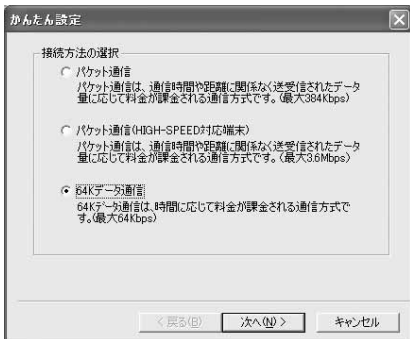 かんたん設定
接続方法の選択
パケット通信
パケット通信は、通信時間や距離に関係なく送受信されたデータ
量に応じて料金が課金される通信方式です。(最大384Kbps)
パケット通信(HIGH-SPEED対応端末)
パケット通信は、通信時間や距離に関係なく送受信されたデータ
量に応じて料金が課金される通信方式です。(最大3.6Mbps)
64Kデータ通信
64Kデータ通信は、時間に応じて料金が課金される通信方式で
す。(最大64Kbps)
< 戻る(B)
次へ(N) >
キャンセル